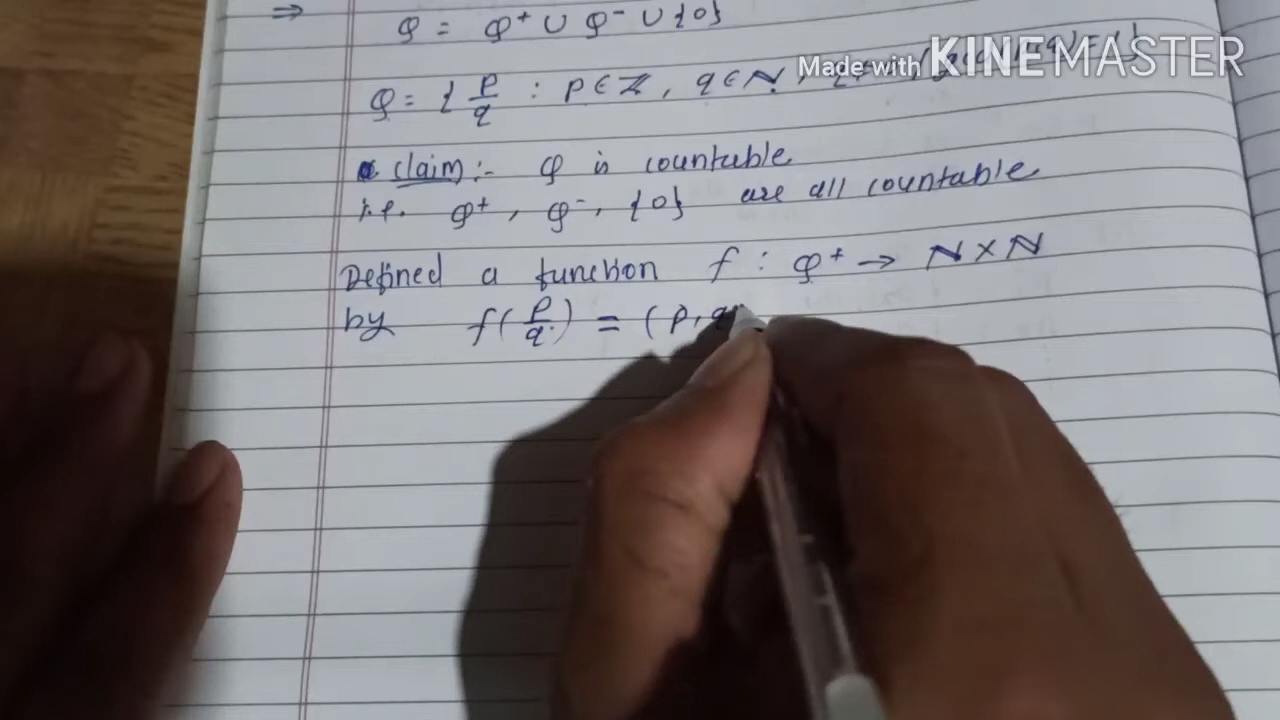 ⇒ Q = Q⁺ ∪ Q⁻ ∪ {0}
Made with KINEMASTER
Q = { p/q : p ∈ Z, q ∈ N,
claim :- Q is countable
i.e. Q⁺, Q⁻, {0} are all countable
Defined a function f : Q⁺ → N × N
by f(p/q) = (p, q